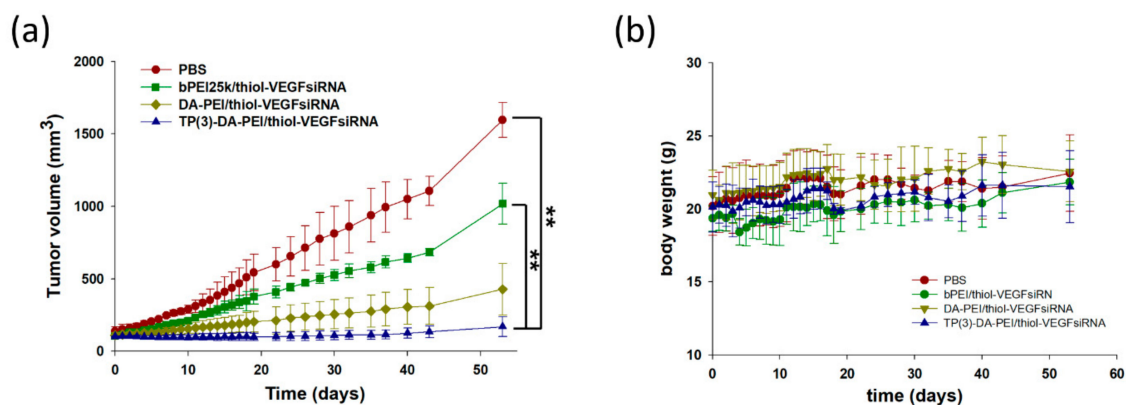 (a)
Tumor volume (mm3)
2000
1500
1000
500
0
PBS
bPEI25k/thiol-VEGFsiRNA
DA-PEI/thiol-VEGFsiRNA
TP(3)-DA-PEI/thiol-VEGFsiRNA
**
**
0 10 20 30 40 50
Time (days)
(b)
body weight (g)
30
25
20
15
10
PBS
bPEI/thiol-VEGFsiRN
DA-PEI/thiol-VEGFsiRNA
TP(3)-DA-PEI/thiol-VEGFsiRNA
0 10 20 30 40 50 60
time (days)